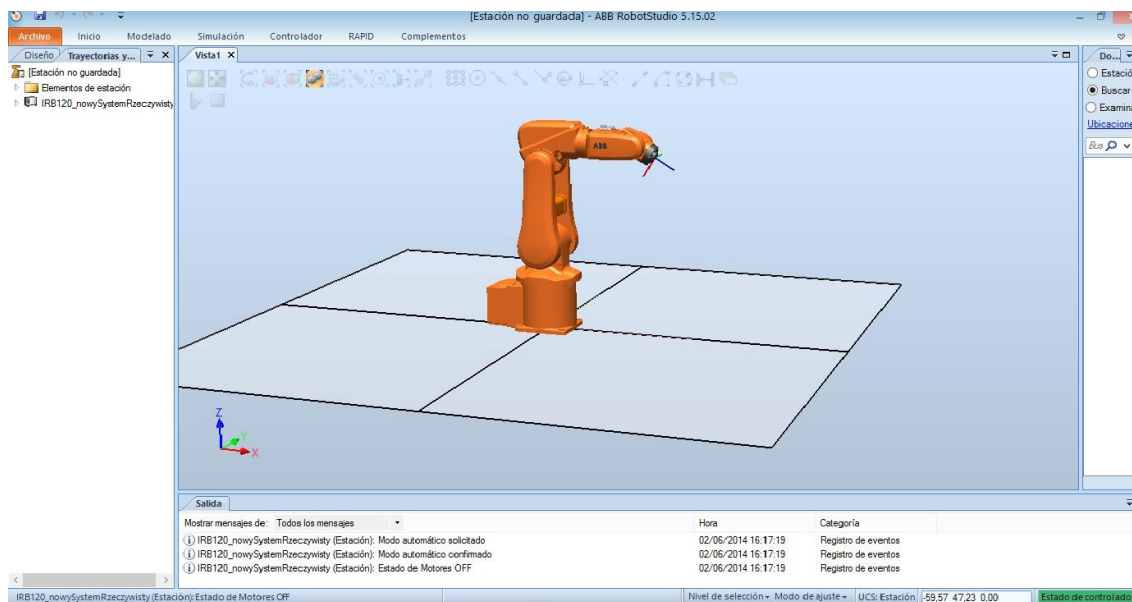 [Estación no guardada] - ABB RobotStudio 5.15.02
Archivo Inicio Modelado Simulación Controlador RAPID Complementos
Diseño Trayectorias y... Vista1 Do...
[Estación no guardada]
Elementos de estación
IRB120_nowySystemRzeczywisty
Estació
Buscar
Examina
Ubicacione
Bus
ABB
Z
Y
X
Salida
Mostrar mensajes de: Todos los mensajes Hora Categoría
IRB120_nowySystemRzeczywisty (Estación): Modo automático solicitado 02/06/2014 16:17:19 Registro de eventos
IRB120_nowySystemRzeczywisty (Estación): Modo automático confirmado 02/06/2014 16:17:19 Registro de eventos
IRB120_nowySystemRzeczywisty (Estación): Estado de Motores OFF 02/06/2014 16:17:19 Registro de eventos
IRB120_nowySystemRzeczywisty (Estación): Estado de Motores OFF Nivel de selección Modo de ajuste UCS: Estación -59,57 47,23 0,00 Estado de controlado